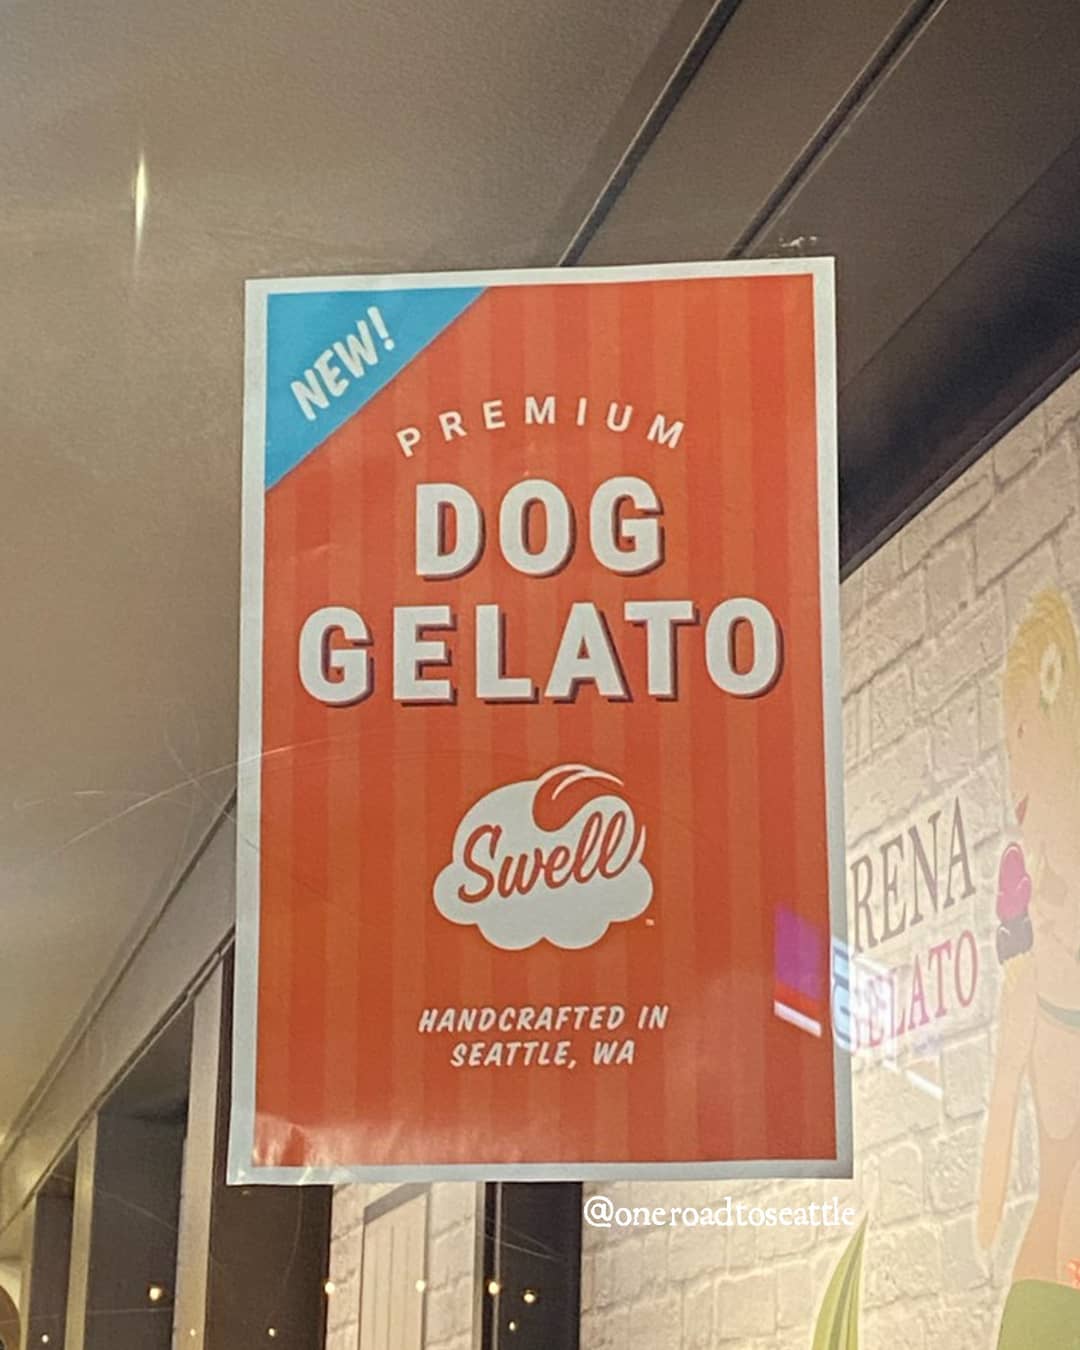 NEW!
PREMIUM
DOG
GELATO
Swell
HANDCRAFTED IN
SEATTLE, WA
RENA
GELATO
@oneroadtoseattle